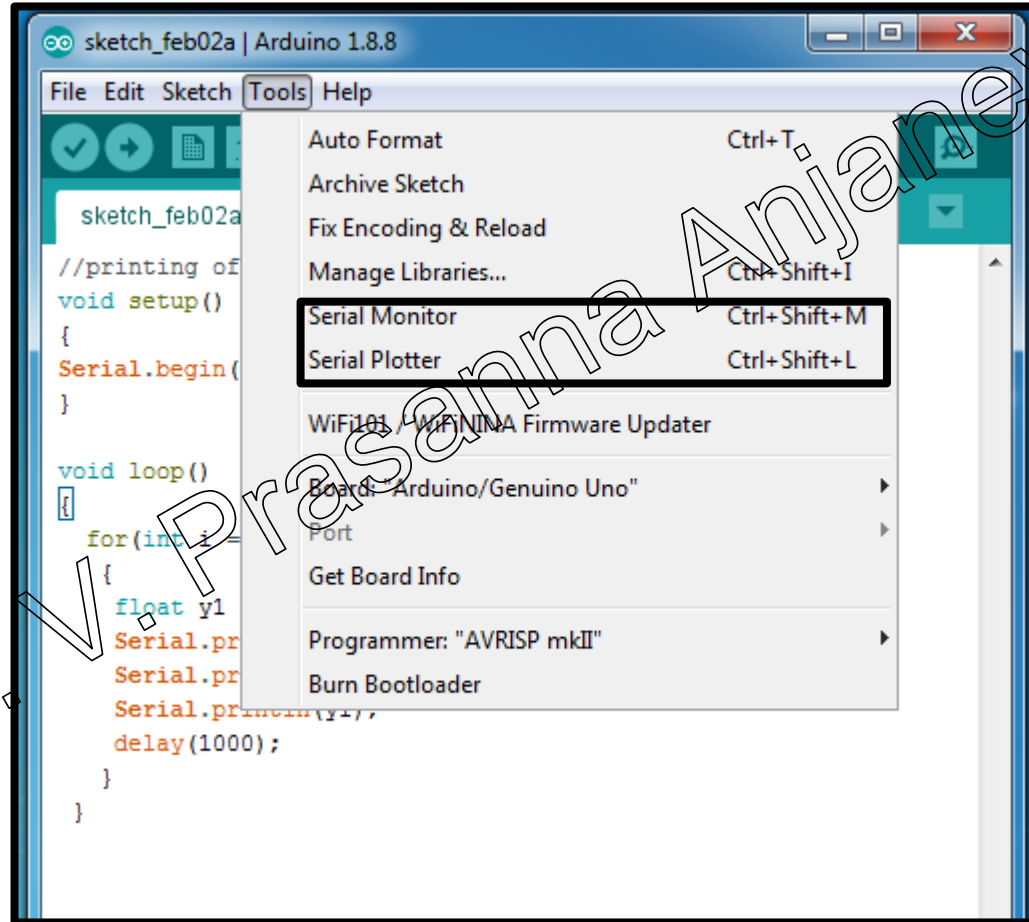 sketch_feb02a | Arduino 1.8.8
File Edit Sketch Tools Help
Auto Format Ctrl+T
Archive Sketch
sketch_feb02a
Fix Encoding & Reload
//printing of
Manage Libraries... Ctrl+Shift+I
void setup()
Serial Monitor Ctrl+Shift+M
{
Serial Plotter Ctrl+Shift+L
Serial.begin(
}
WiFi101 / WiFiNINA Firmware Updater
void loop()
Board: "Arduino/Genuino Uno"
{
Port
for(int i =
Get Board Info
{
float y1
Programmer: "AVRISP mkII"
Serial.pr
Serial.pr
Burn Bootloader
Serial.println(y1);
delay(1000);
}
}
V. Prasanna Anjane